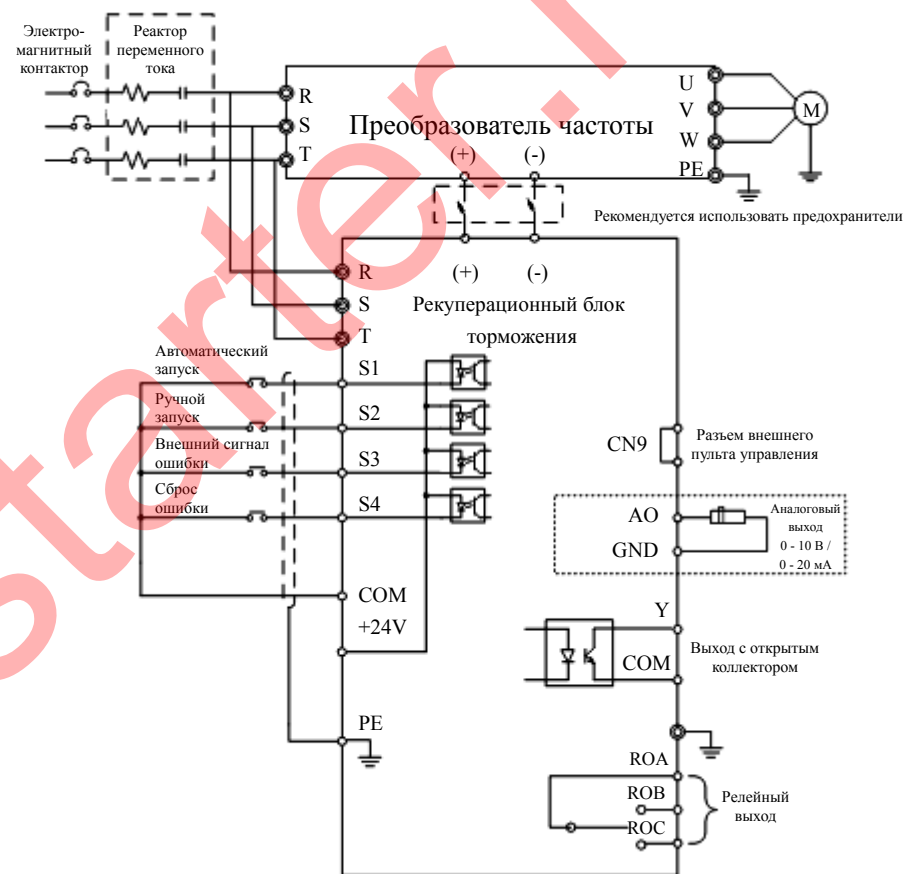 Электро-
магнитный
контактор
Реактор
переменного
тока
R
S
T
Преобразователь частоты
(+)
(-)
U
V
W
PE
M
Рекомендуется использовать предохранители
R
S
T
(+)
(-)
Рекуперационный блок
торможения
Автоматический
запуск
S1
Ручной
запуск
S2
Внешний сигнал
ошибки
S3
Сброс
ошибки
S4
COM
+24V
PE
CN9
Разъем внешнего
пульта управления
AO
GND
Аналоговый
выход
0 - 10 В /
0 - 20 мА
Y
COM
Выход с открытым
коллектором
ROA
ROB
ROC
Релейный
выход
starter.